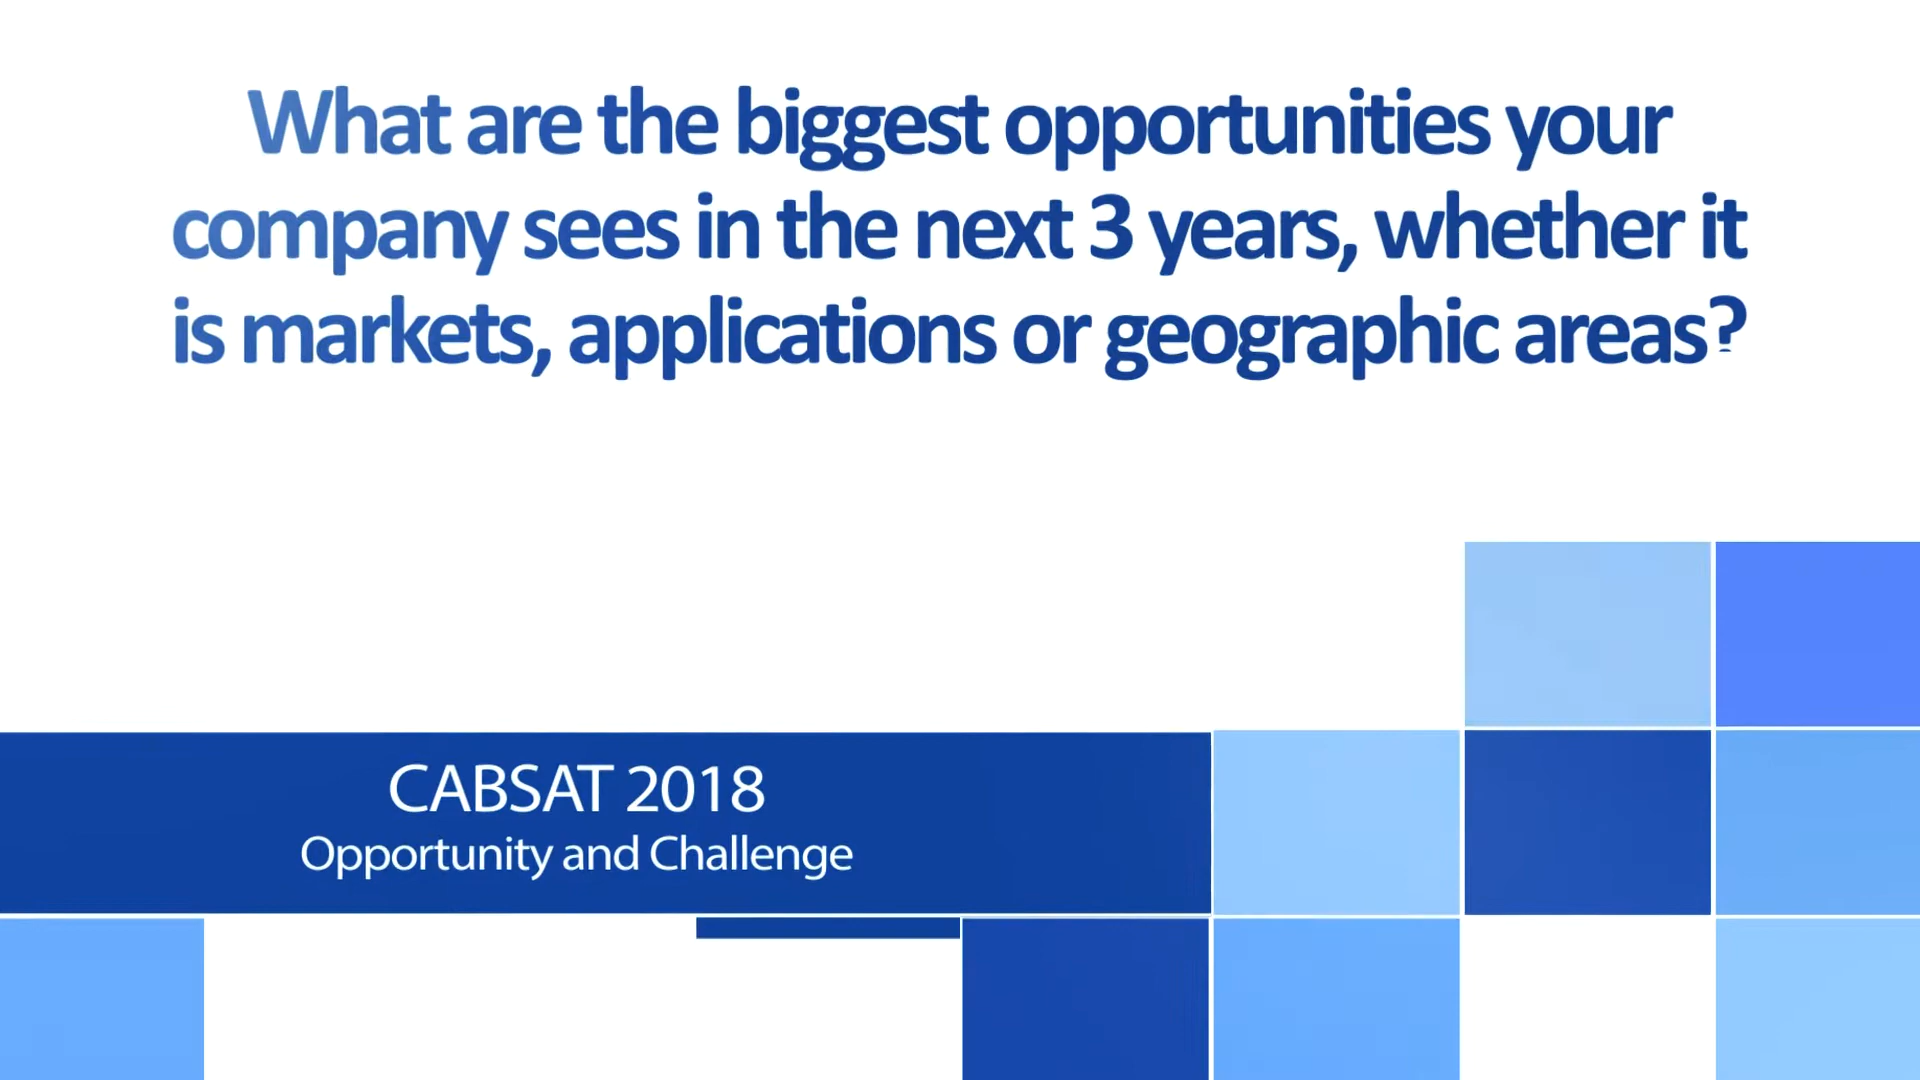 What are the biggest opportunities your
company sees in the next 3 years, whether it
is markets, applications or geographic areas?
CABSAT 2018
Opportunity and Challenge